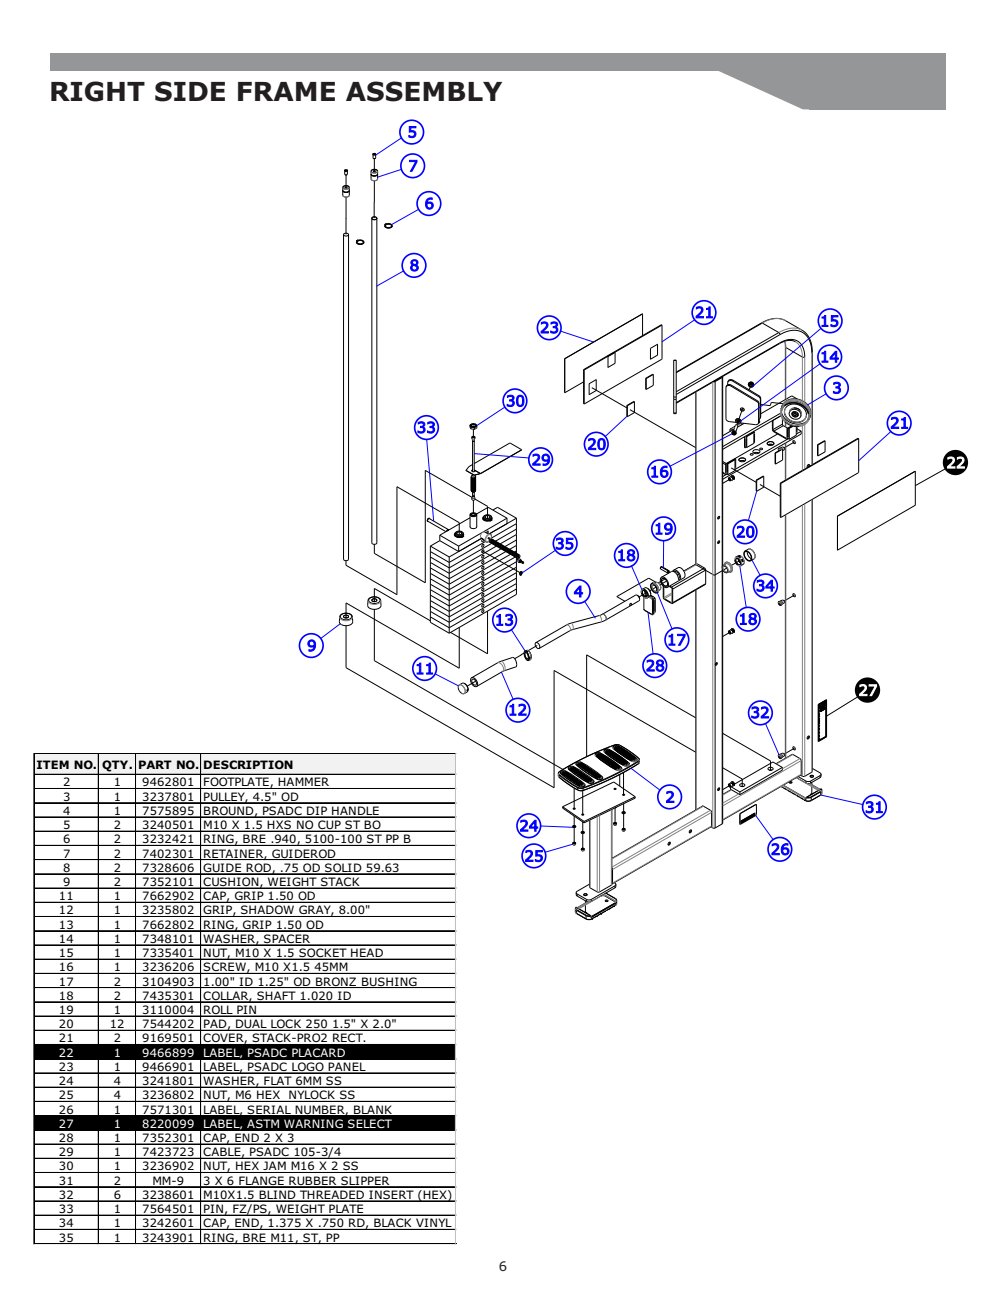 RIGHT SIDE FRAME ASSEMBLY
5
7
6
8
21
15
23
14
3
30
33
21
20
29
22
16
20
19
35
18
34
4
13
18
17
9
28
11
27
12
32
2
31
24
26
25
ITEM NO. QTY. PART NO. DESCRIPTION
2 1 9462801 FOOTPLATE, HAMMER
3 1 3237801 PULLEY, 4.5" OD
4 1 7575895 BROUND, PSADC DIP HANDLE
5 2 3240501 M10 X 1.5 HXS NO CUP ST BO
6 2 3232421 RING, BRE .940, 5100-100 ST PP B
7 2 7402301 RETAINER, GUIDEROD
8 2 7328606 GUIDE ROD, .75 OD SOLID 59.63
9 2 7352101 CUSHION, WEIGHT STACK
11 1 7662902 CAP, GRIP 1.50 OD
12 1 3235802 GRIP, SHADOW GRAY, 8.00"
13 1 7662802 RING, GRIP 1.50 OD
14 1 7348101 WASHER, SPACER
15 1 7335401 NUT, M10 X 1.5 SOCKET HEAD
16 1 3236206 SCREW, M10 X1.5 45MM
17 2 3104903 1.00" ID 1.25" OD BRONZ BUSHING
18 2 7435301 COLLAR, SHAFT 1.020 ID
19 1 3110004 ROLL PIN
20 12 7544202 PAD, DUAL LOCK 250 1.5" X 2.0"
21 2 9169501 COVER, STACK-PRO2 RECT.
22 1 9466899 LABEL, PSADC PLACARD
23 1 9466901 LABEL, PSADC LOGO PANEL
24 4 3241801 WASHER, FLAT 6MM SS
25 4 3236802 NUT, M6 HEX NYLOCK SS
26 1 7571301 LABEL, SERIAL NUMBER, BLANK
27 1 8220099 LABEL, ASTM WARNING SELECT
28 1 7352301 CAP, END 2 X 3
29 1 7423723 CABLE, PSADC 105-3/4
30 1 3236902 NUT, HEX JAM M16 X 2 SS
31 2 MM-9 3 X 6 FLANGE RUBBER SLIPPER
32 6 3238601 M10X1.5 BLIND THREADED INSERT (HEX)
33 1 7564501 PIN, FZ/PS, WEIGHT PLATE
34 1 3242601 CAP, END, 1.375 X .750 RD, BLACK VINYL
35 1 3243901 RING, BRE M11, ST, PP
6